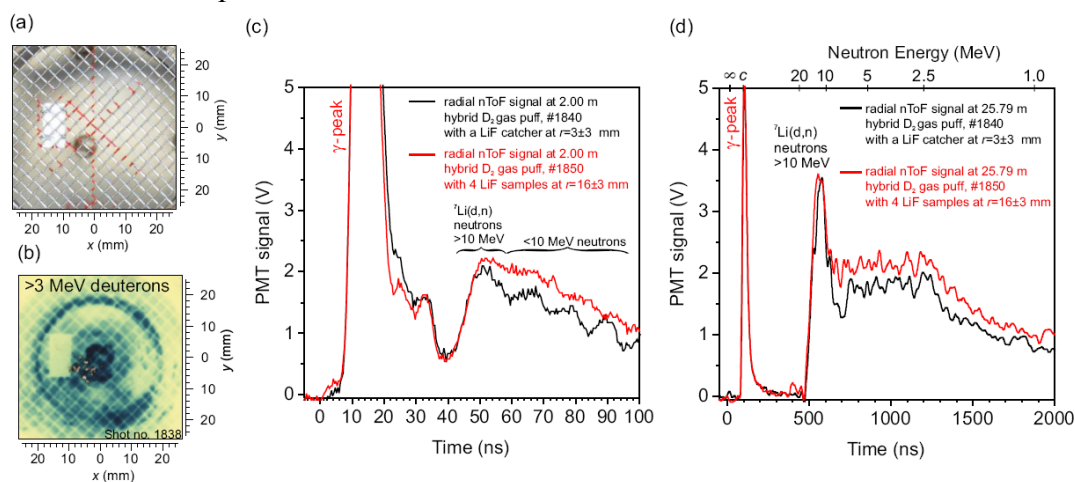 (a)
20
10
0
10
20
y (mm)
20 10 0 10 20
x (mm)
(b)
>3 MeV deuterons
20
10
0
10
20
y (mm)
Shot no. 1838
20 10 0 10 20
x (mm)
(c)
5
4
3
2
1
0
PMT signal (V)
γ-peak
radial nToF signal at 2.00 m
hybrid D₂ gas puff, #1840
with a LiF catcher at r=3±3 mm
radial nToF signal at 2.00 m
hybrid D₂ gas puff, #1850
with 4 LiF samples at r=16±3 mm
⁷Li(d,n)
neutrons
>10 MeV
<10 MeV neutrons
0 10 20 30 40 50 60 70 80 90 100
Time (ns)
(d)
Neutron Energy (MeV)
∞ c 20 10 5 2.5 1.0
5
4
3
2
1
0
PMT signal (V)
γ-peak
radial nToF signal at 25.79 m
hybrid D₂ gas puff, #1840
with a LiF catcher at r=3±3 mm
⁷Li(d,n)
neutrons
>10 MeV
radial nToF signal at 25.79 m
hybrid D₂ gas puff, #1850
with 4 LiF samples at r=16±3 mm
0 500 1000 1500 2000
Time (ns)